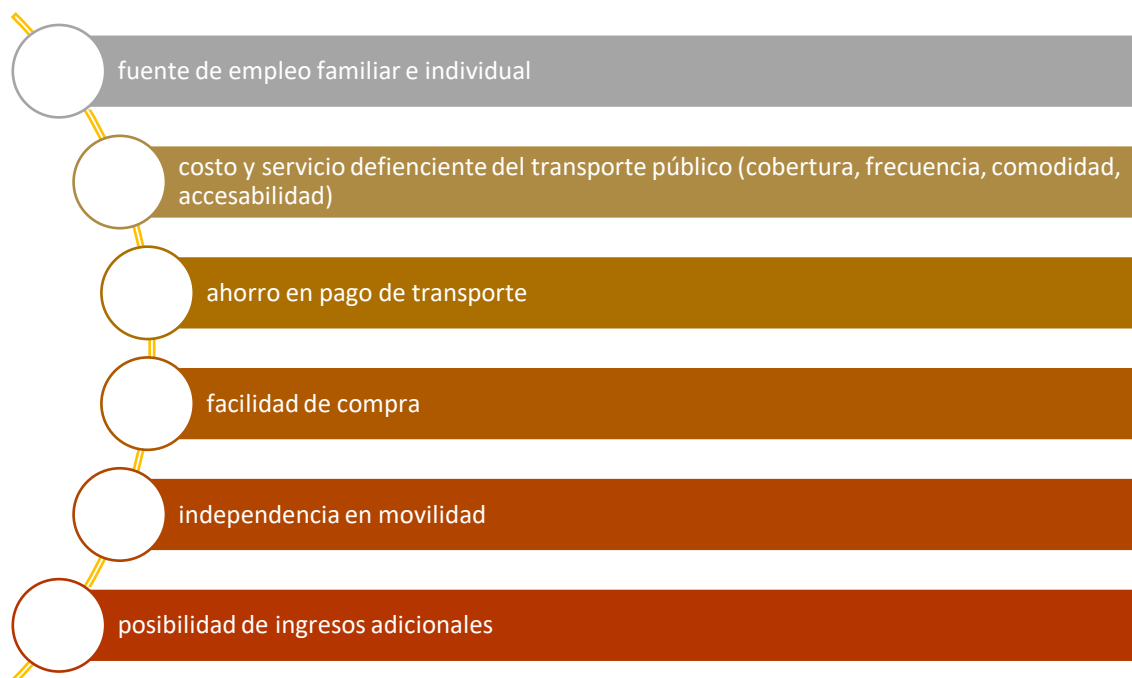 fuente de empleo familiar e individual
costo y servicio defienciente del transporte público (cobertura, frecuencia, comodidad,
accesabilidad)
ahorro en pago de transporte
facilidad de compra
independencia en movilidad
posibilidad de ingresos adicionales